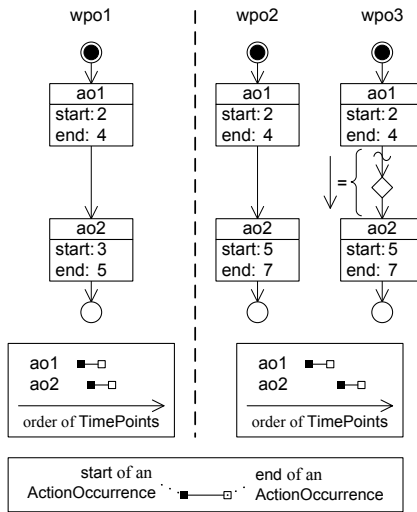 wpo1
wpo2
wpo3
ao1
start: 2
end: 4
ao1
start: 2
end: 4
ao1
start: 2
end: 4
=
ao2
start: 3
end: 5
ao2
start: 5
end: 7
ao2
start: 5
end: 7
ao1
ao2
order of TimePoints
ao1
ao2
order of TimePoints
start of an
ActionOccurrence
end of an
ActionOccurrence